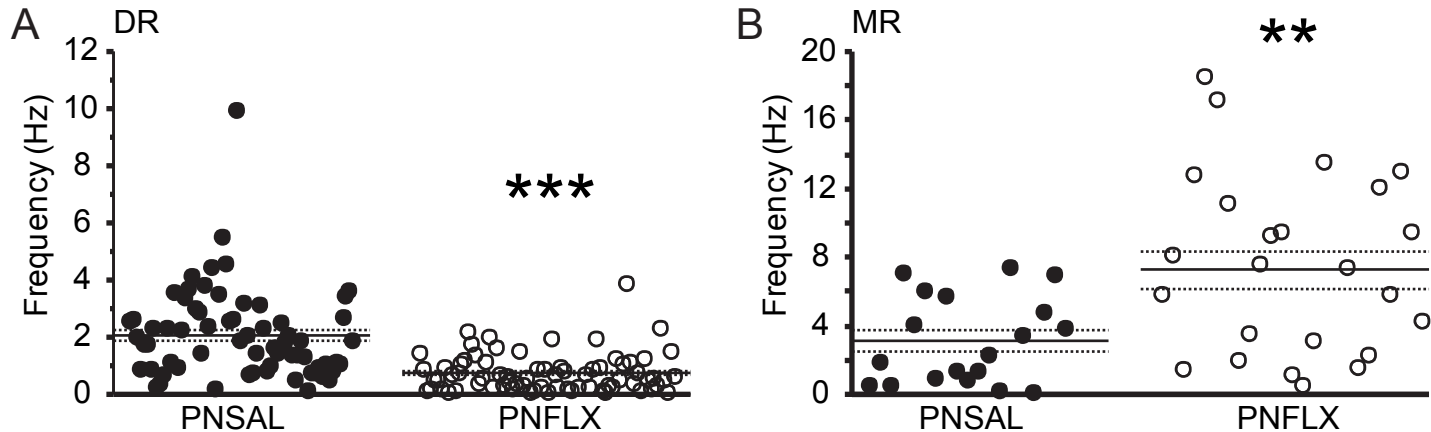 A DR
Frequency (Hz)
12
10
8
6
4
2
0
***
PNSAL PNFLX
B MR
Frequency (Hz)
20
16
12
8
4
0
**
PNSAL PNFLX